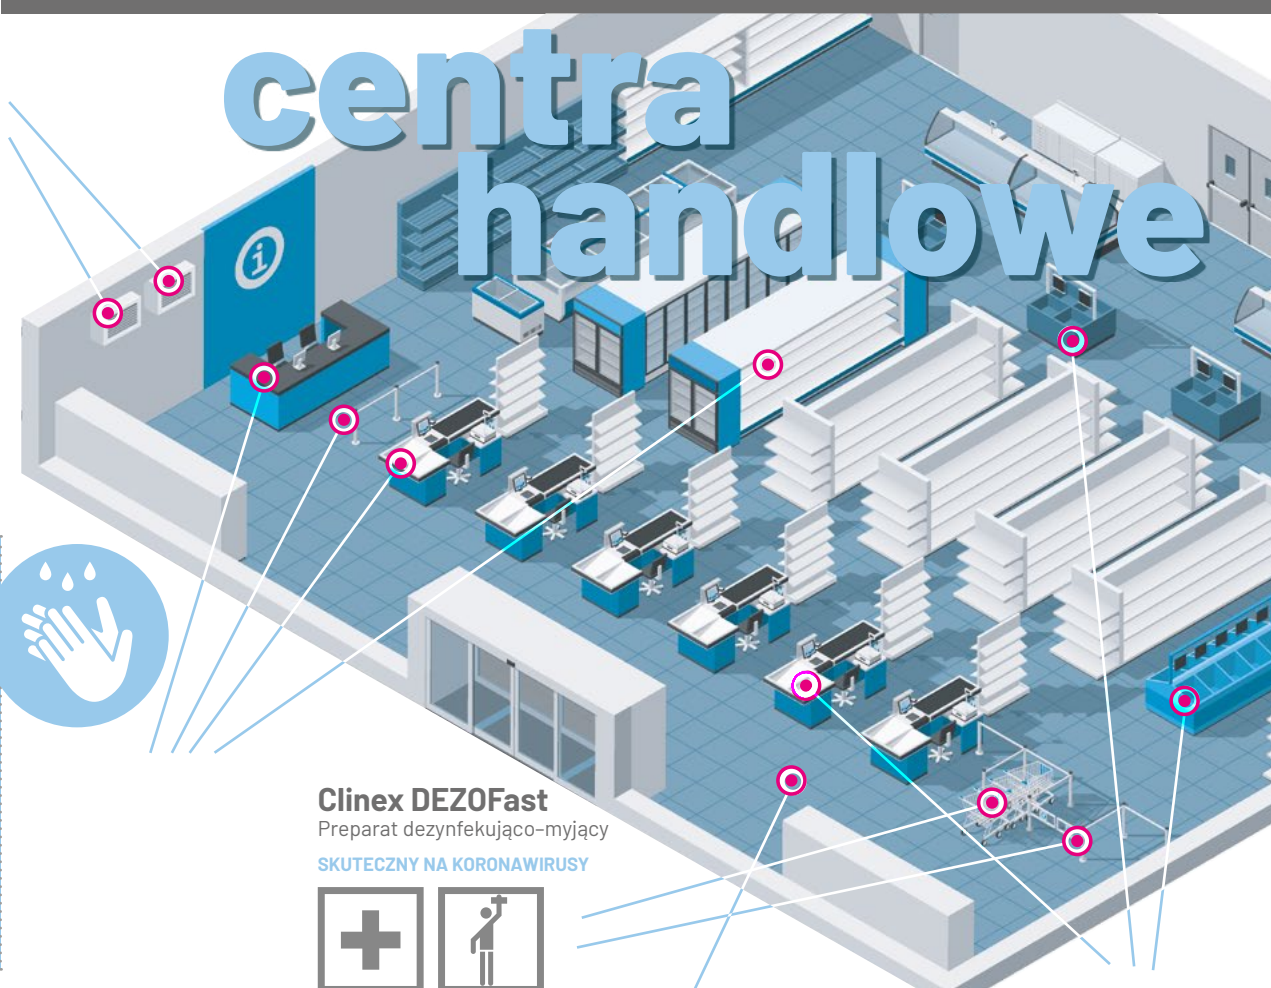 centra
handlowe
i
Clinex DEZOFast
Preparat dezynfekująco-myjący
SKUTECZNY NA KORONAWIRUSY